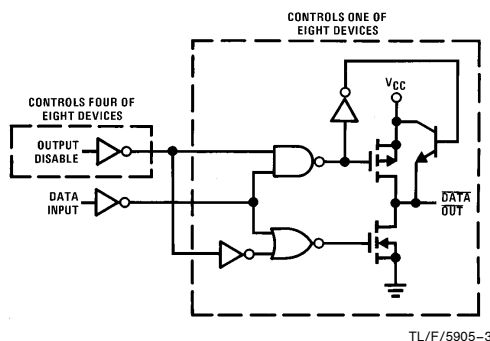 CONTROLS ONE OF
EIGHT DEVICES
CONTROLS FOUR OF
EIGHT DEVICES
VCC
OUTPUT
DISABLE
DATA
INPUT
DATA
OUT
TL/F/5905–3